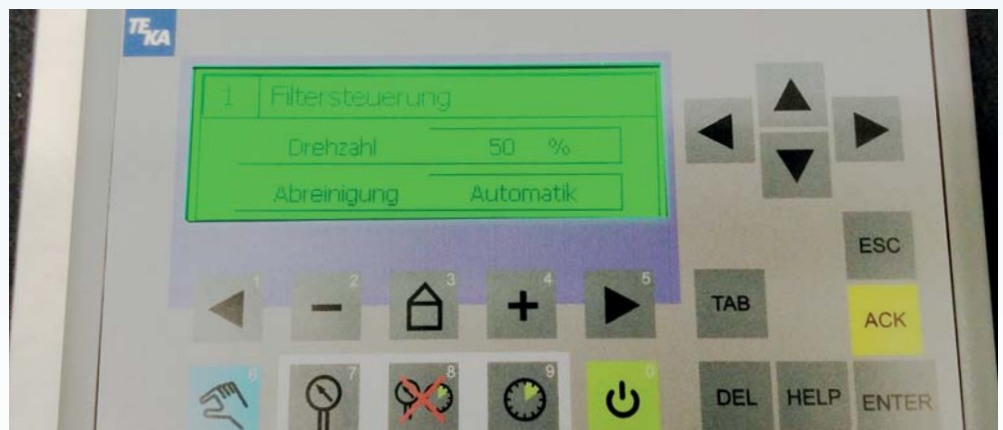 TEKA
1 Filtersteuerung
Drehzahl 50 %
Abreinigung Automatik
ESC
1 2 3 4 5
TAB
ACK
6 7 8 9 0
DEL HELP ENTER